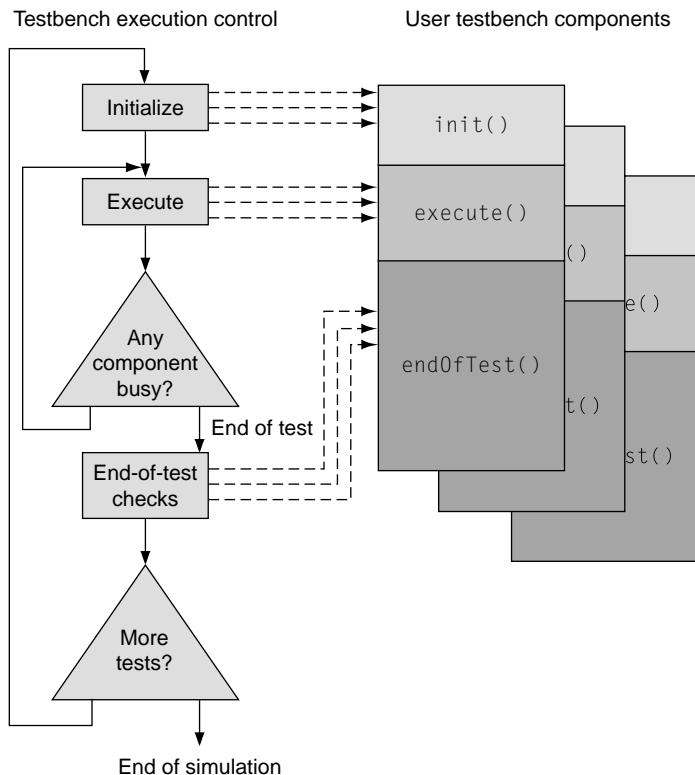 Testbench execution control
User testbench components
Initialize
init()
Execute
execute()
()
e()
Any
component
busy?
endOfTest()
t()
st()
End of test
End-of-test
checks
More
tests?
End of simulation